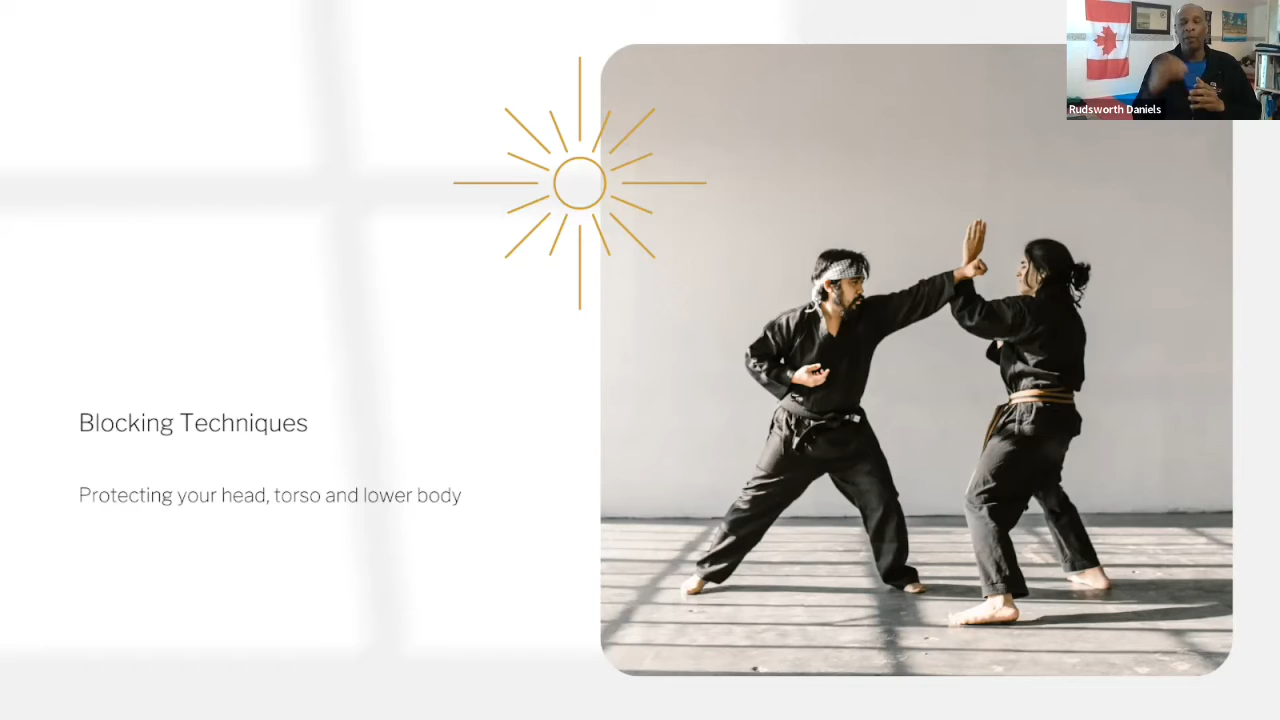 Rudsworth Daniels
Blocking Techniques
Protecting your head, torso and lower body